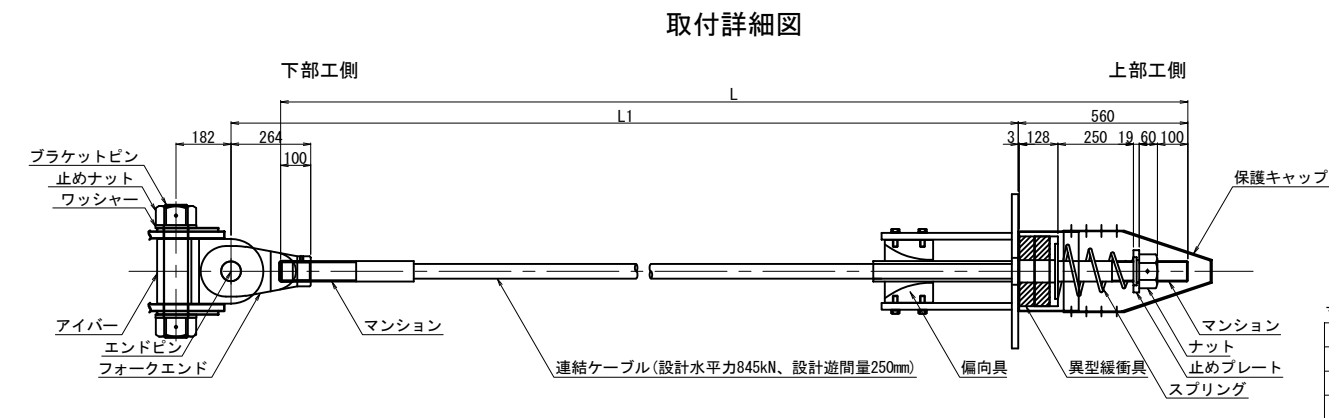 取付詳細図
下部工側
上部工側
L
L1
560
182
264
3
128
250
19
60
100
100
ブラケットピン
止めナット
ワッシャー
保護キャップ
アイバー
エンドピン
フォークエンド
マンション
連結ケーブル(設計水平力845kN、設計遊間量250mm)
偏向具
異型緩衝具
マンション
ナット
止めプレート
スプリング